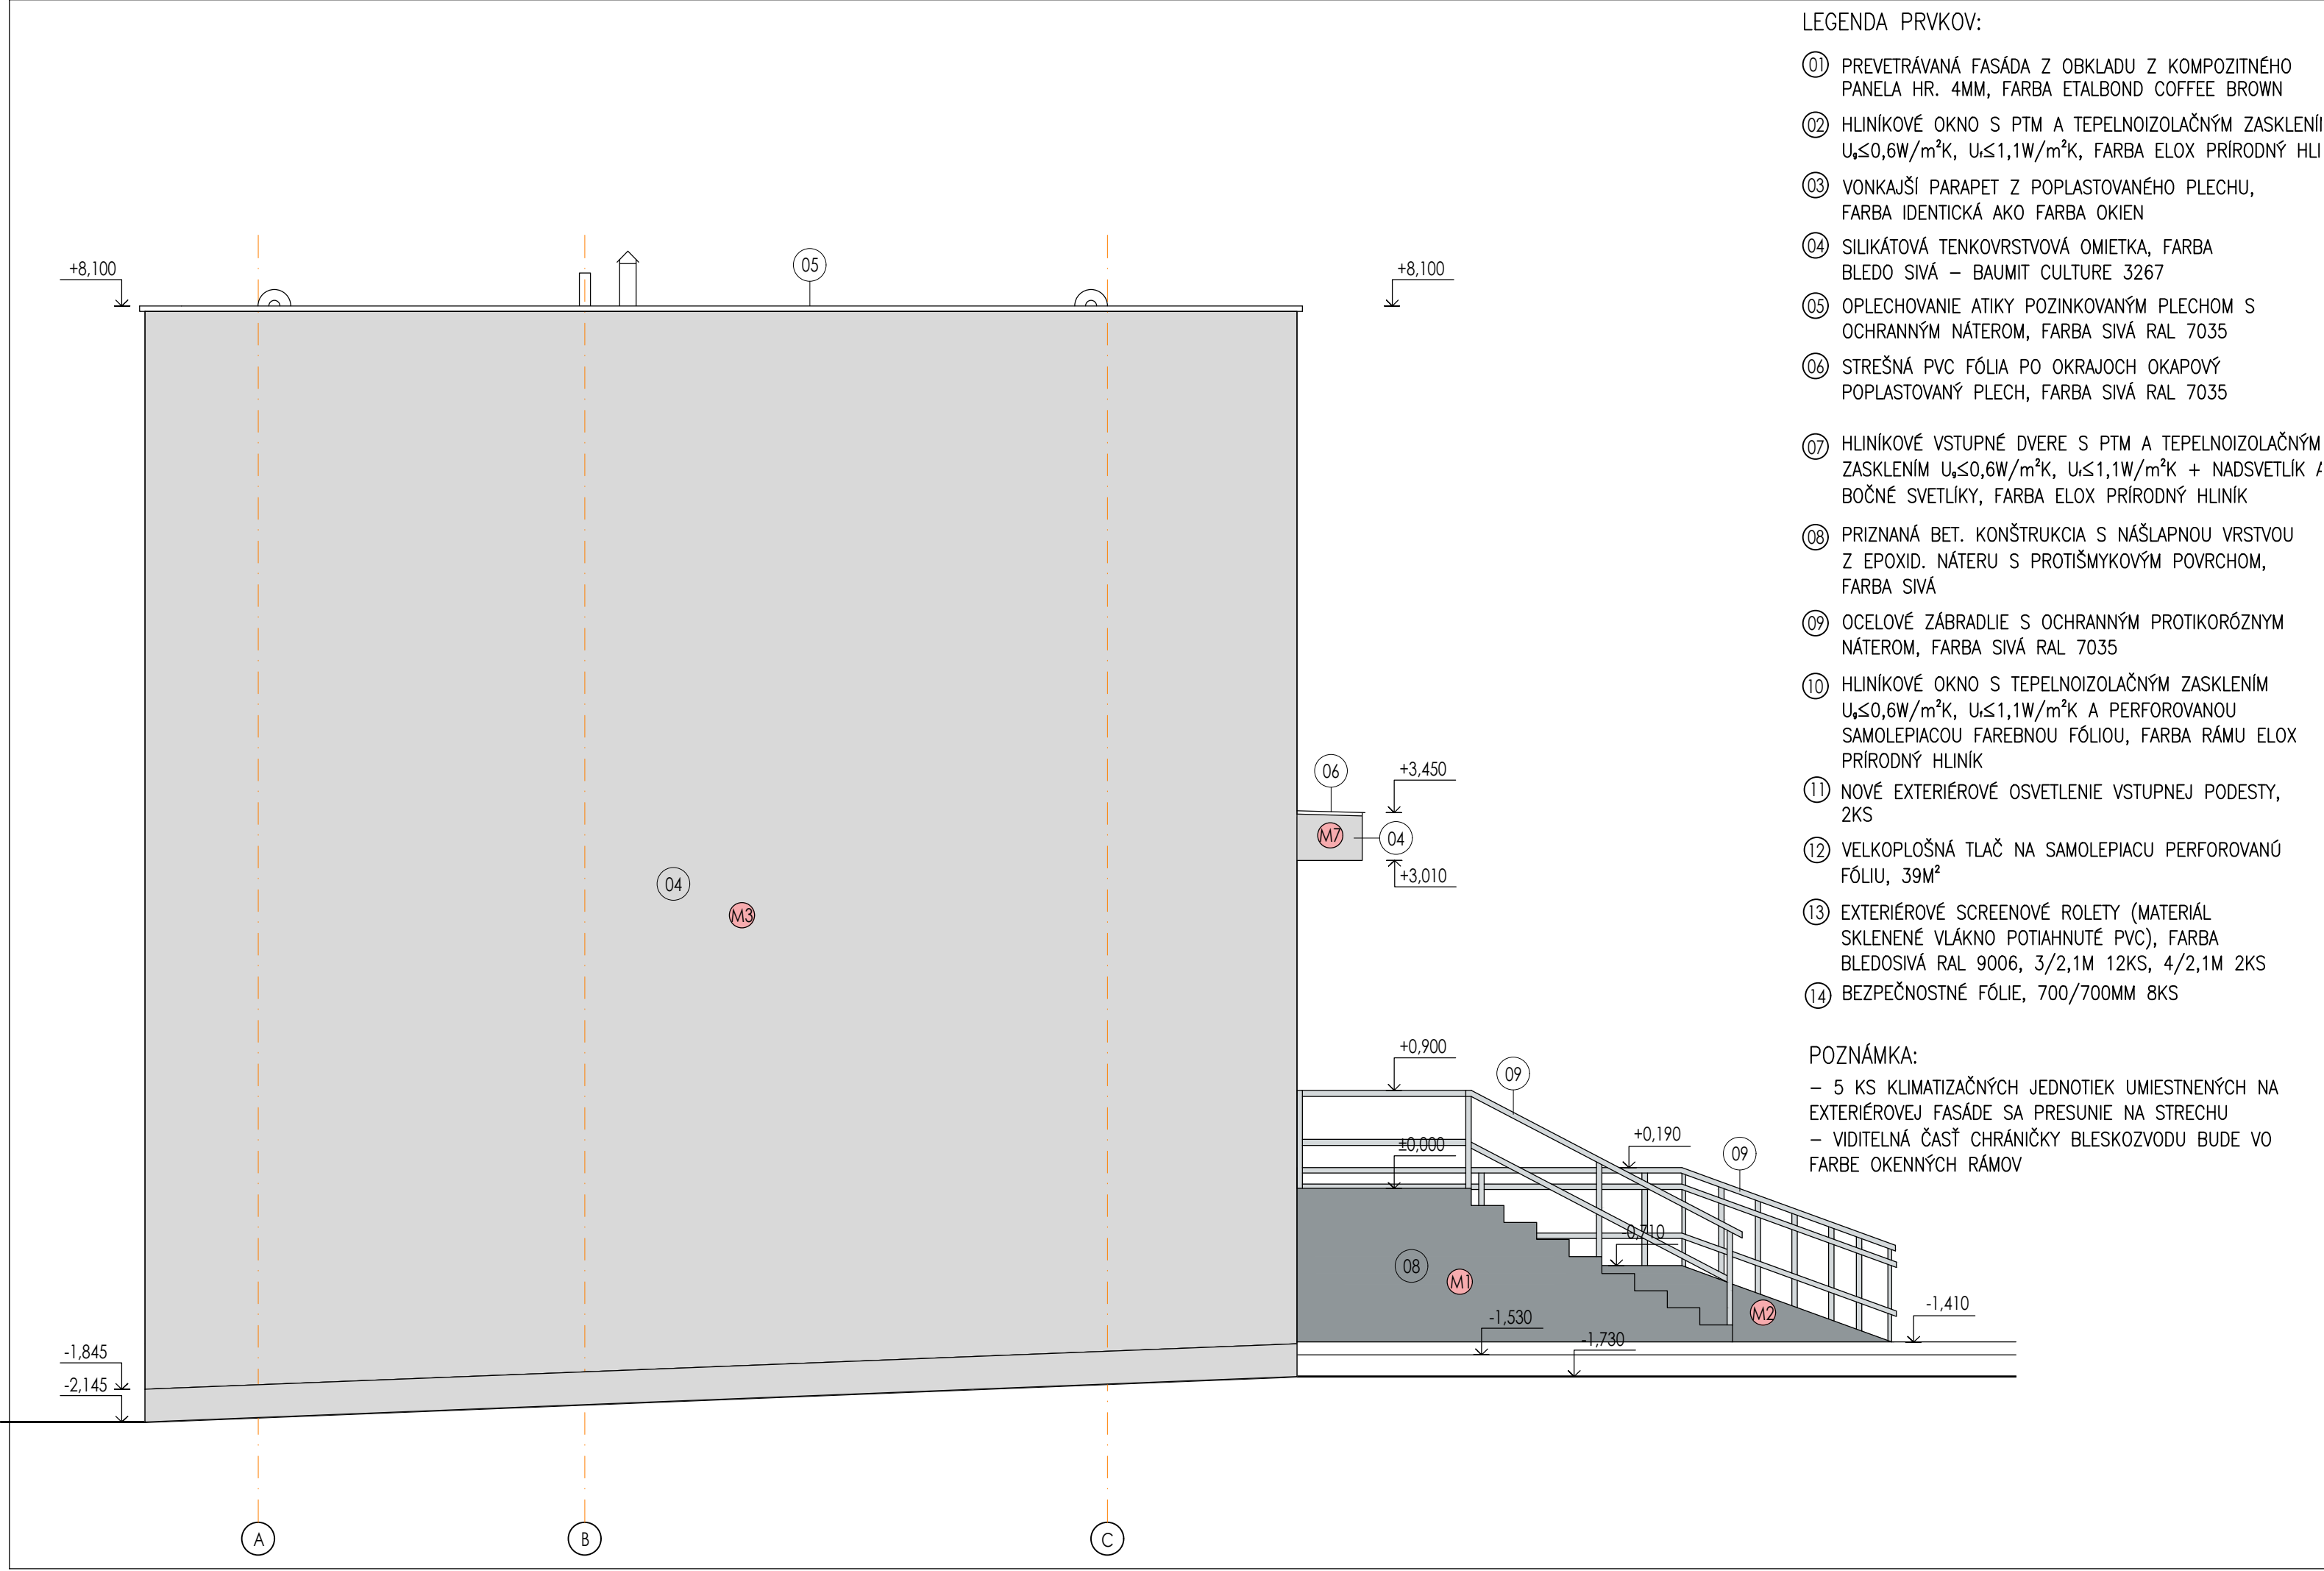 LEGENDA PRVKOV:
01 PREVETRÁVANÁ FASÁDA Z OBKLADU Z KOMPOZITNÉHO
PANELA HR. 4MM, FARBA ETALBOND COFFEE BROWN
02 HLINÍKOVÉ OKNO S PTM A TEPELNOIZOLAČNÝM
Ug≤0,6W/m²K, Uf≤1,1W/m²K, FARBA ELOX PRÍRODNÝ
03 VONKAJŠÍ PARAPET Z POPLASTOVANÉHO PLECHU,
FARBA IDENTICKÁ AKO FARBA OKIEN
04 SILIKÁTOVÁ TENKOVRSTVOVÁ OMIETKA, FARBA
BLEDO SIVÁ – BAUMIT CULTURE 3267
05 OPLECHOVANIE ATIKY POZINKOVANÝM PLECHOM S
OCHRANNÝM NÁTEROM, FARBA SIVÁ RAL 7035
06 STREŠNÁ PVC FÓLIA PO OKRAJOCH OKAPOVÝ
POPLASTOVANÝ PLECH, FARBA SIVÁ RAL 7035
07 HLINÍKOVÉ VSTUPNÉ DVERE S PTM A TEPELNOIZOLAČNÝM
ZASKLENÍM Ug≤0,6W/m²K, Uf≤1,1W/m²K + NADSVETLÍK A
BOČNÉ SVETLÍKY, FARBA ELOX PRÍRODNÝ HLINÍK
08 PRIZNANÁ BET. KONŠTRUKCIA S NÁŠLAPNOU VRSTVOU
Z EPOXID. NÁTERU S PROTIŠMYKOVÝM POVRCHOM,
FARBA SIVÁ
09 OCELOVÉ ZÁBRADLIE S OCHRANNÝM PROTIKORÓZNYM
NÁTEROM, FARBA SIVÁ RAL 7035
10 HLINÍKOVÉ OKNO S TEPELNOIZOLAČNÝM ZASKLENÍM
Ug≤0,6W/m²K, Uf≤1,1W/m²K A PERFOROVANOU
SAMOLEPIACOU FAREBNOU FÓLIOU, FARBA RÁMU ELOX
PRÍRODNÝ HLINÍK
11 NOVÉ EXTERIÉROVÉ OSVETLENIE VSTUPNEJ PODESTY,
2KS
12 VELKOPLOŠNÁ TLAČ NA SAMOLEPIACU PERFOROVANÚ
FÓLIU, 39M²
13 EXTERIÉROVÉ SCREENOVÉ ROLETY (MATERIÁL
SKLENENÉ VLÁKNO POTIAHNUTÉ PVC), FARBA
BLEDOSIVÁ RAL 9006, 3/2,1M 12KS, 4/2,1M 2KS
14 BEZPEČNOSTNÉ FÓLIE, 700/700MM 8KS
POZNÁMKA:
– 5 KS KLIMATIZAČNÝCH JEDNOTIEK UMIESTNENÝCH NA
EXTERIÉROVEJ FASÁDE SA PRESUNIE NA STRECHU
– VIDITELNÁ ČASŤ CHRÁNIČKY BLESKOZVODU BUDE VO
FARBE OKENNÝCH RÁMOV
+8,100
05
+8,100
06
+3,450
M7
04
+3,010
04
M3
+0,900
09
±0,000
+0,190
09
-0,710
08
M1
M2
-1,410
-1,530
-1,730
-1,845
-2,145
A
B
C